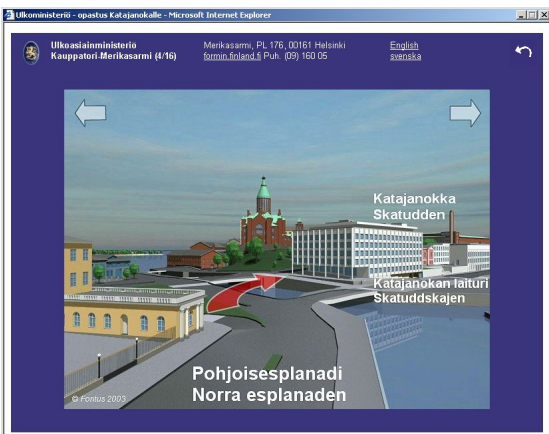 Ulkoministeriö - opastus Katajanokalle - Microsoft Internet Explorer
Ulkoasiainministeriö
Kauppatori-Merikasarmi (4/16)
Merikasarmi, PL 176, 00161 Helsinki
formin.finland.fi Puh. (09) 160 05
English
svenska
Katajanokka
Skatudden
Katajanokan laituri
Skatuddskajen
Pohjoisesplanadi
Norra esplanaden
© Fontus 2003